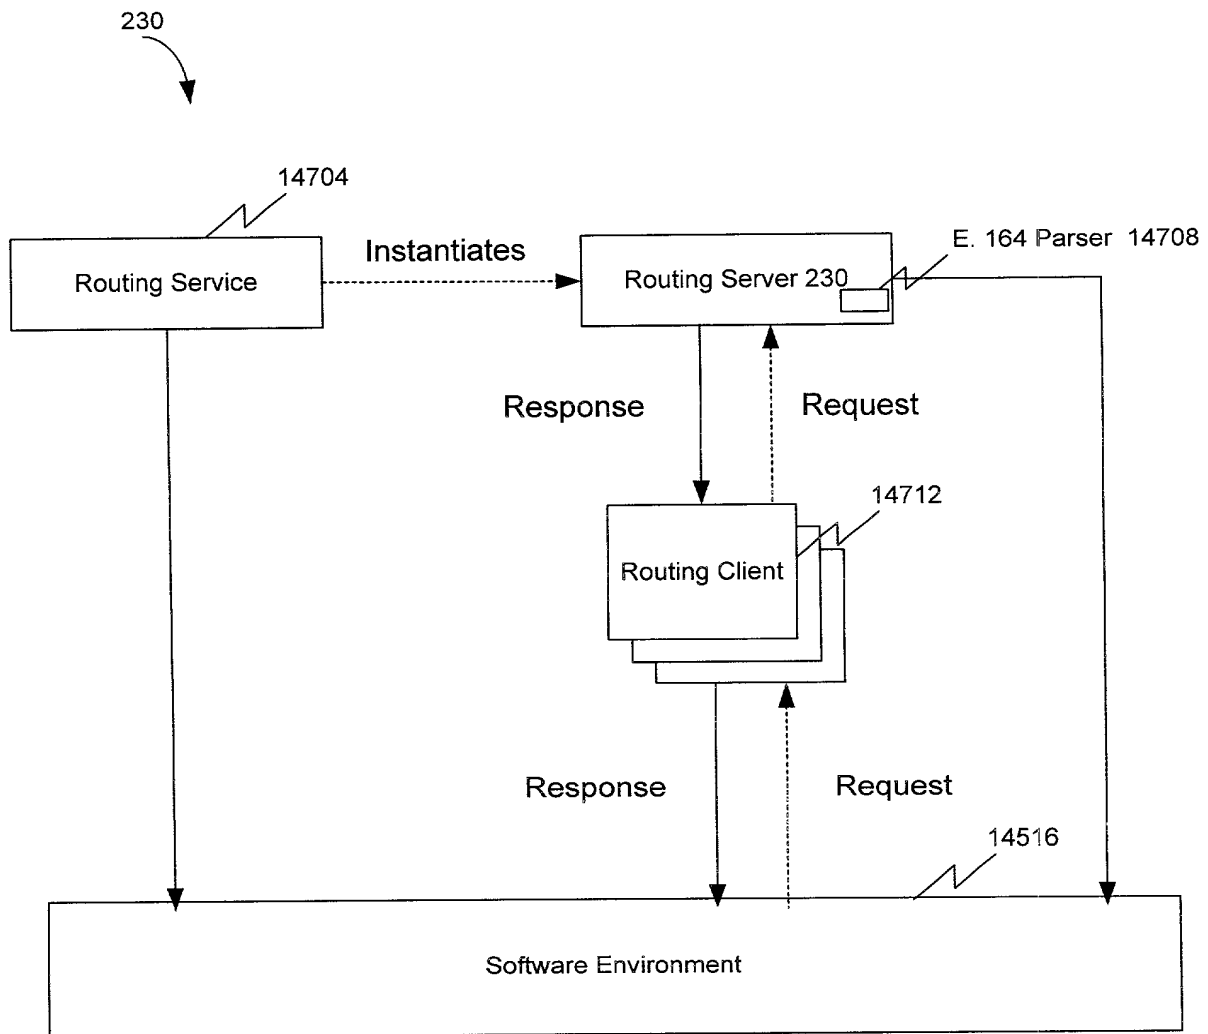 230
14704
Instantiates
E. 164 Parser 14708
Routing Service
Routing Server 230
Response
Request
14712
Routing Client
Response
Request
14516
Software Environment